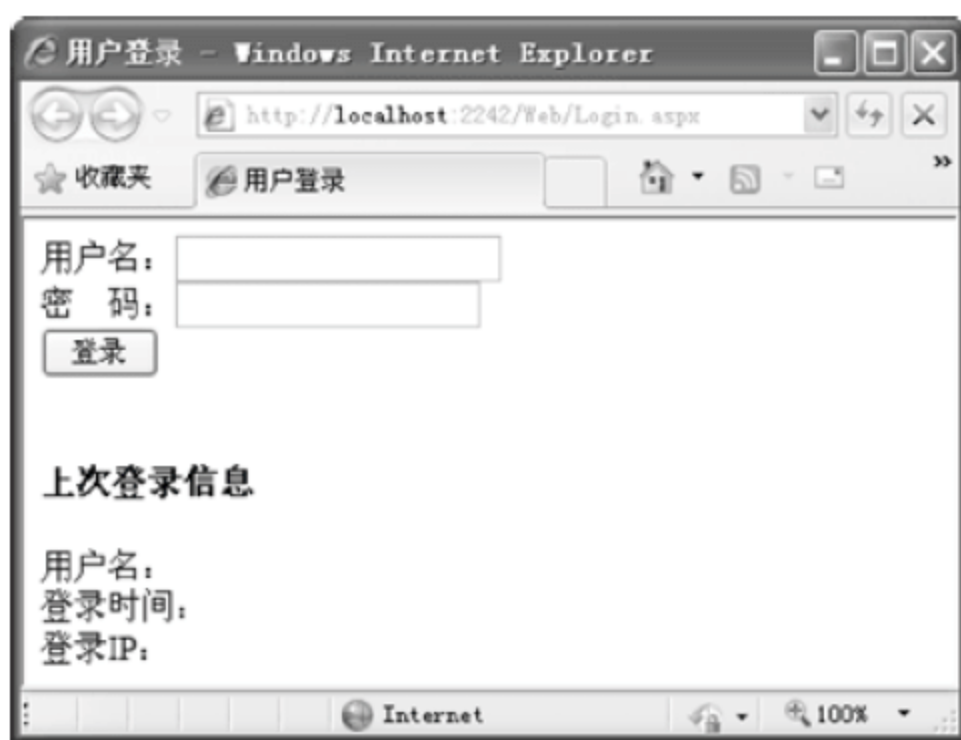 用户登录 - Windows Internet Explorer
http://localhost:2242/Web/Login.aspx
收藏夹
用户登录
»
用户名：
密 码：
登录
上次登录信息
用户名：
登录时间：
登录IP：
Internet
100%